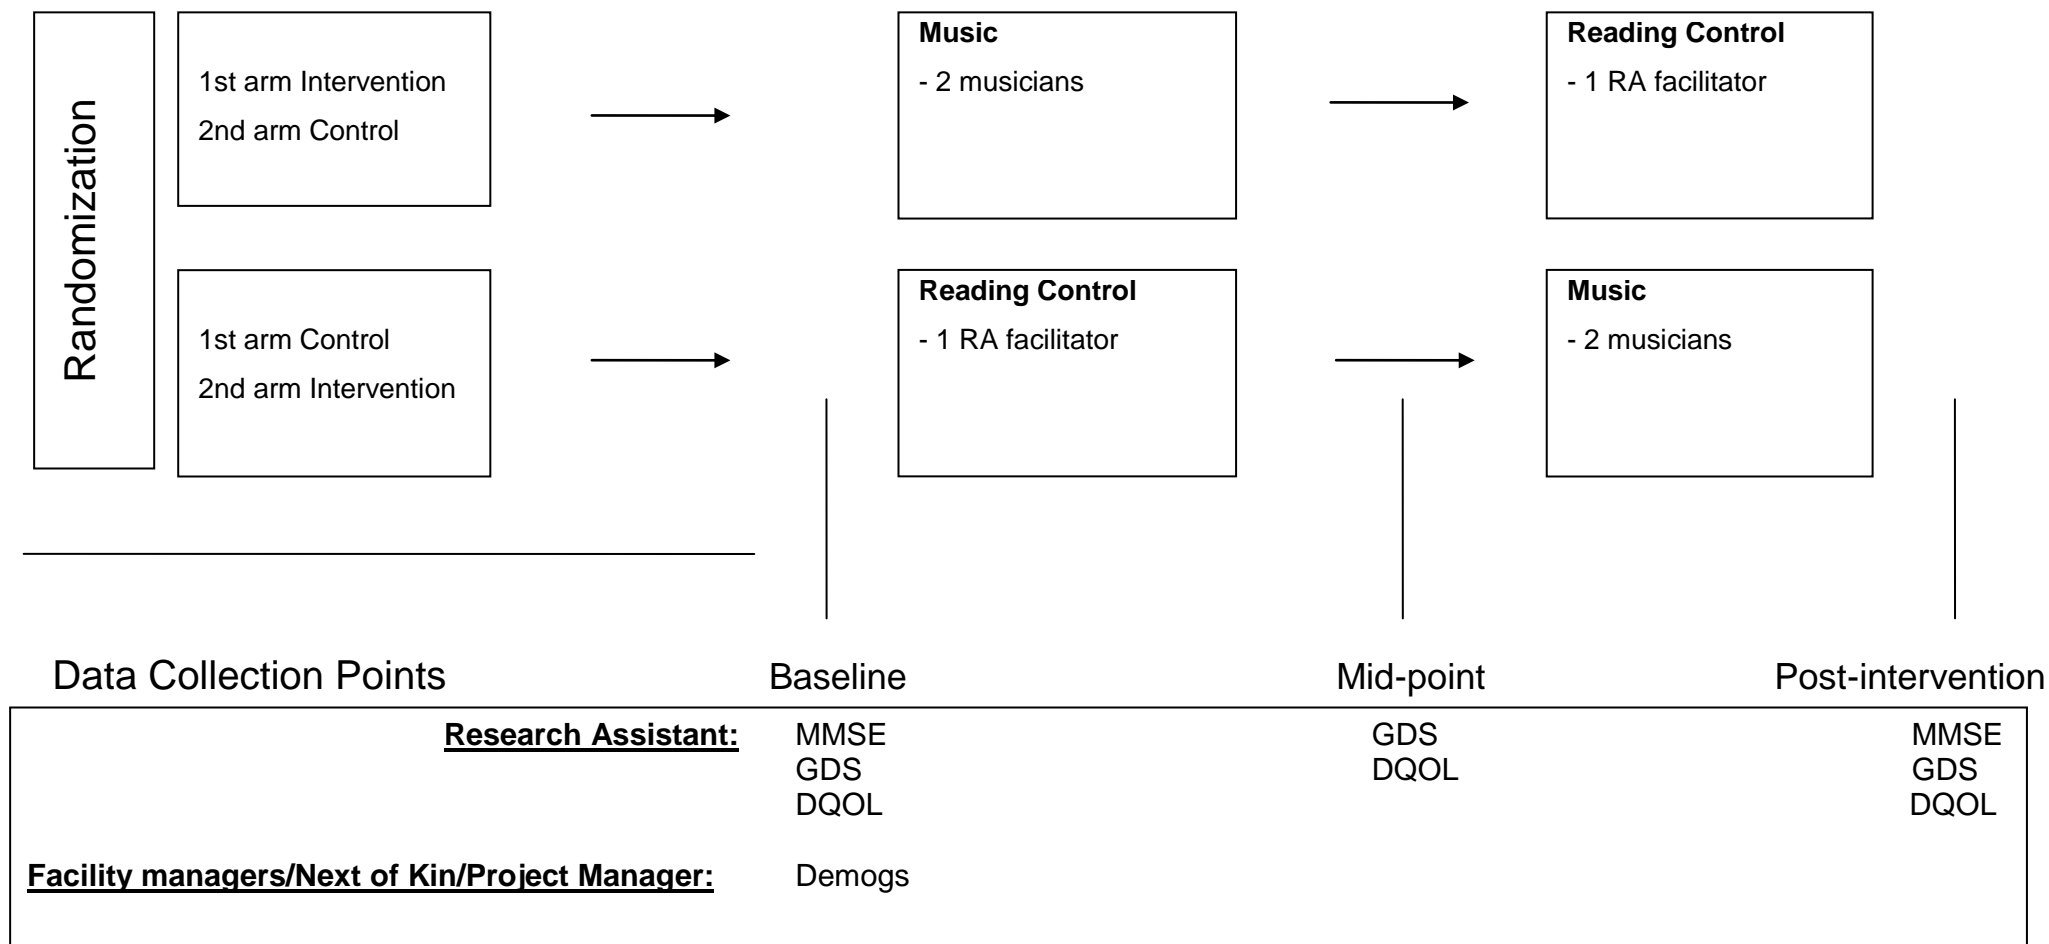 Randomization
1st arm Intervention
2nd arm Control
Music
- 2 musicians
Reading Control
- 1 RA facilitator
1st arm Control
2nd arm Intervention
Reading Control
- 1 RA facilitator
Music
- 2 musicians
Data Collection Points Baseline Mid-point Post-intervention
Research Assistant: MMSE GDS MMSE
GDS DQOL GDS
DQOL DQOL
Facility managers/Next of Kin/Project Manager: Demogs